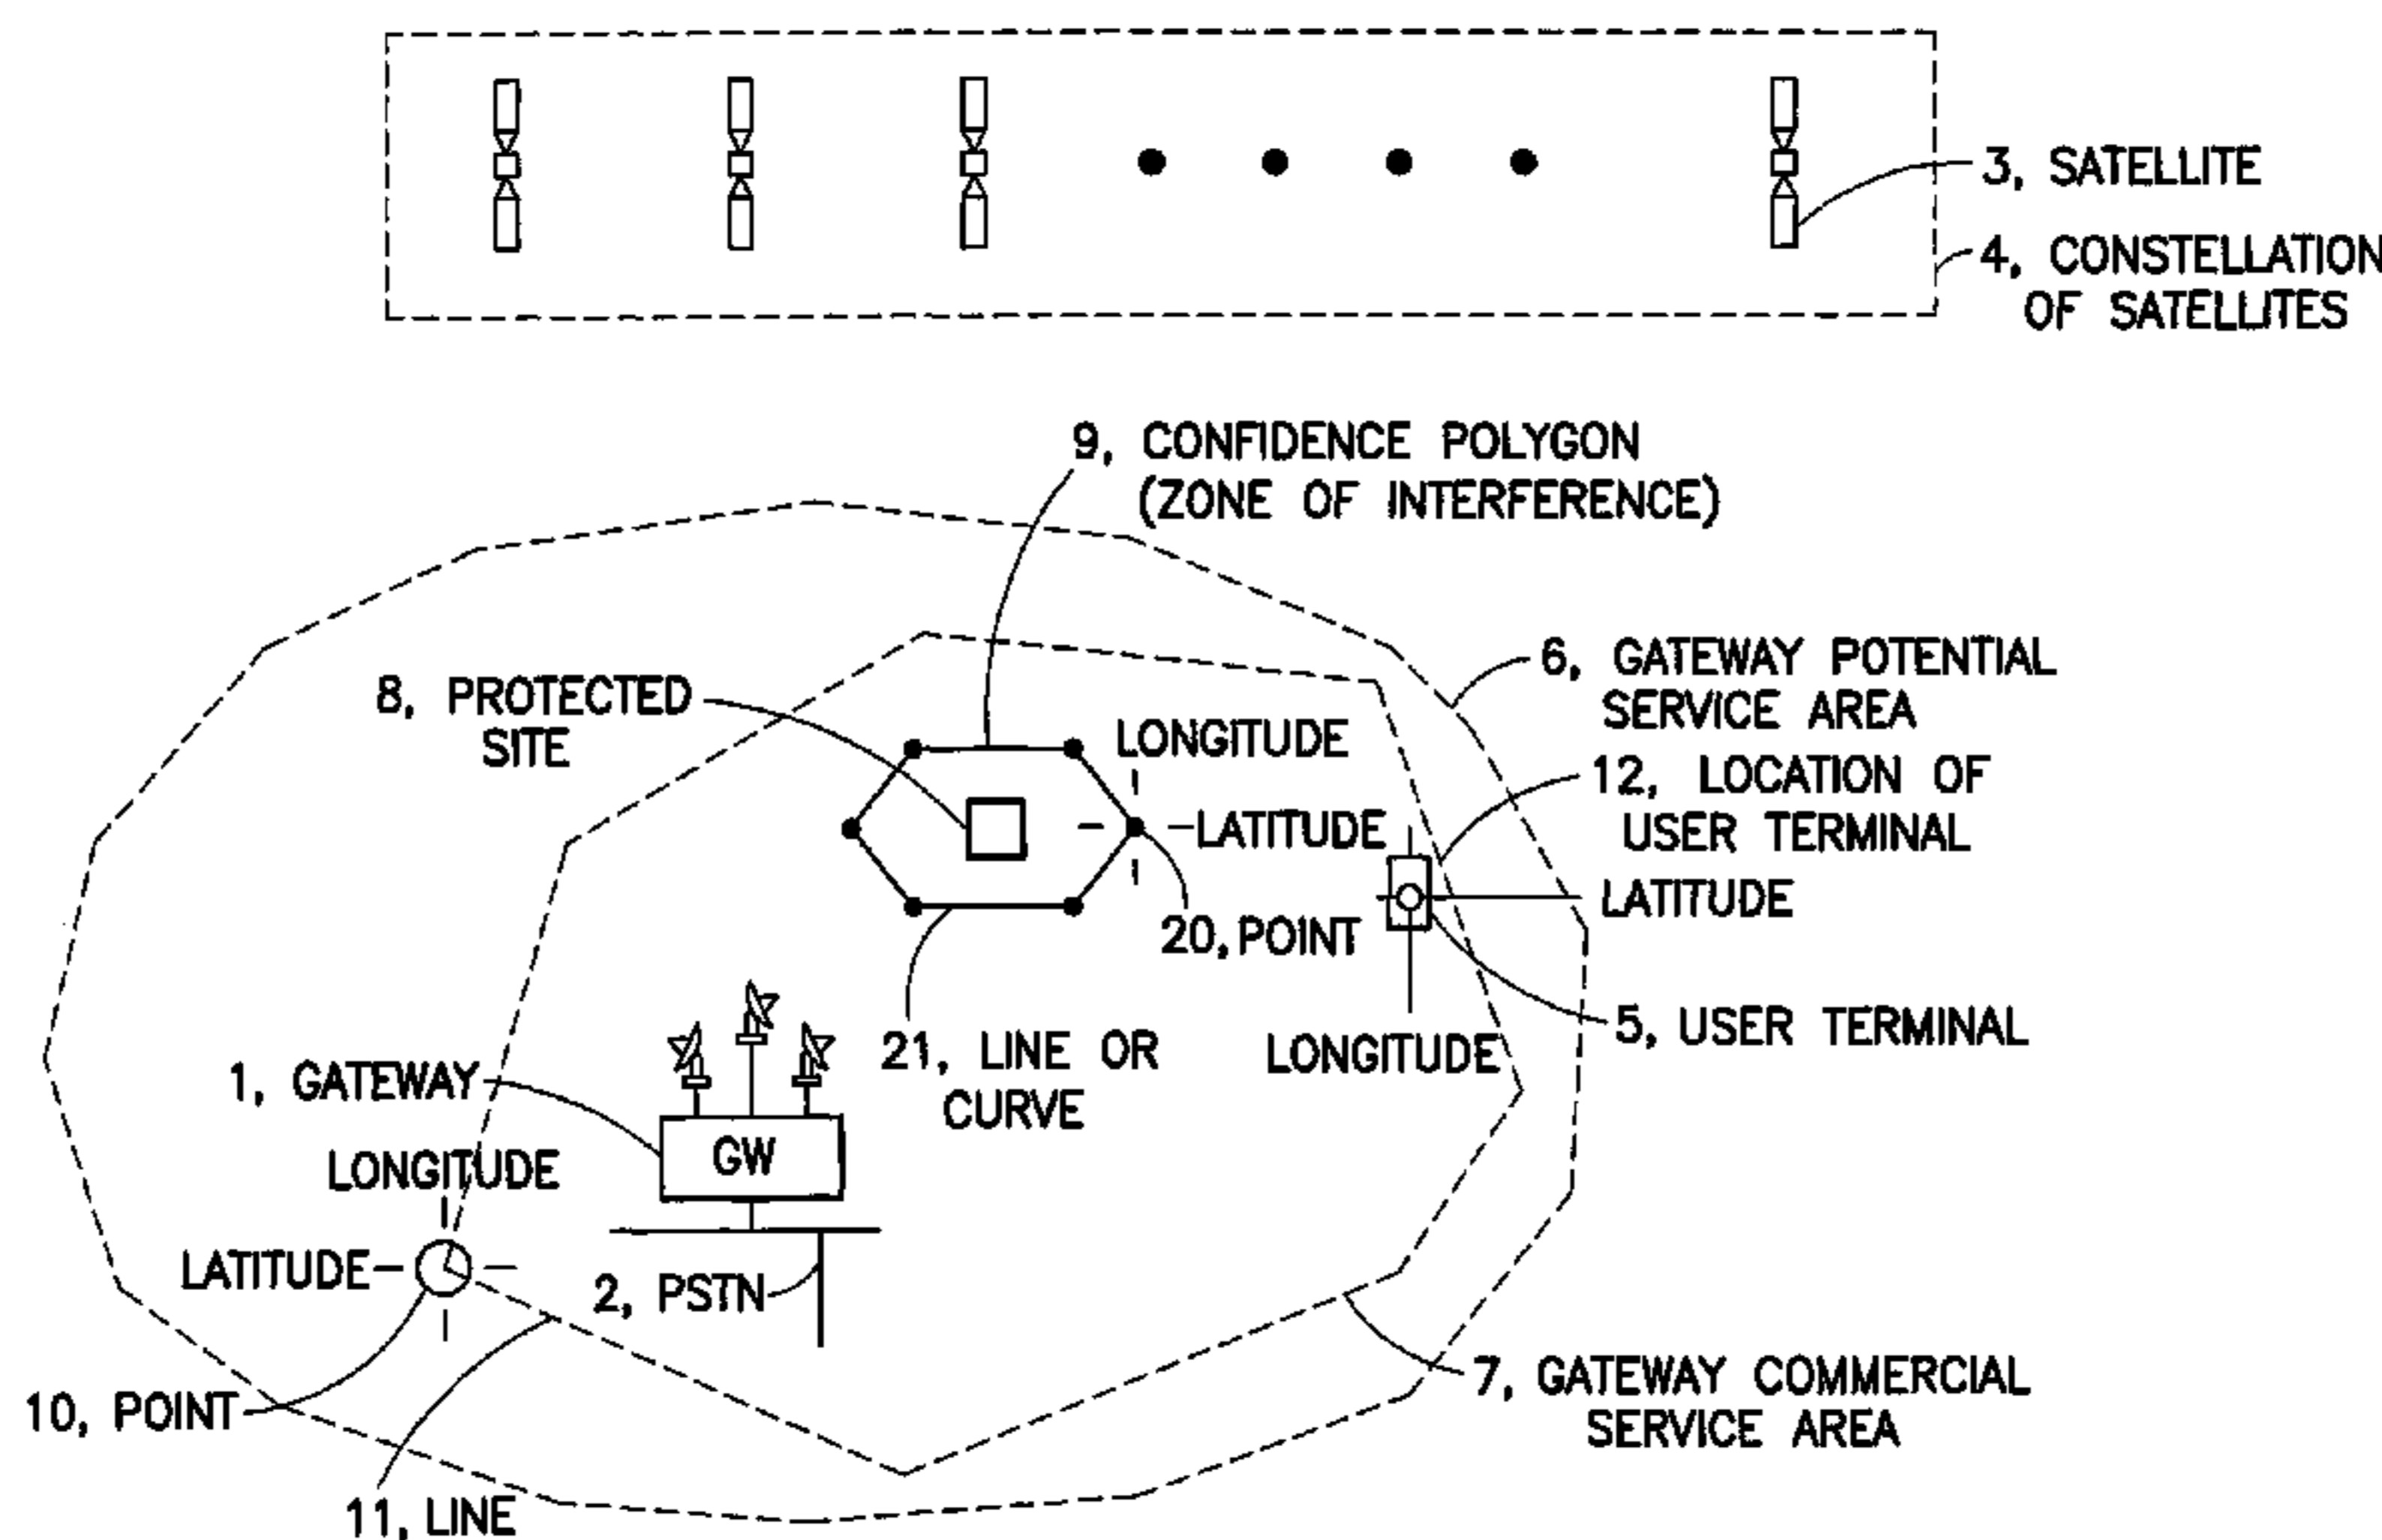 3, SATELLITE
4, CONSTELLATION
OF SATELLITES
9, CONFIDENCE POLYGON
(ZONE OF INTERFERENCE)
6, GATEWAY POTENTIAL
SERVICE AREA
8, PROTECTED
SITE
LONGITUDE
12, LOCATION OF
USER TERMINAL
LATITUDE
LATITUDE
20, POINT
5, USER TERMINAL
LONGITUDE
21, LINE OR
CURVE
1, GATEWAY
GW
LONGITUDE
LATITUDE
2, PSTN
7, GATEWAY COMMERCIAL
SERVICE AREA
10, POINT
11, LINE